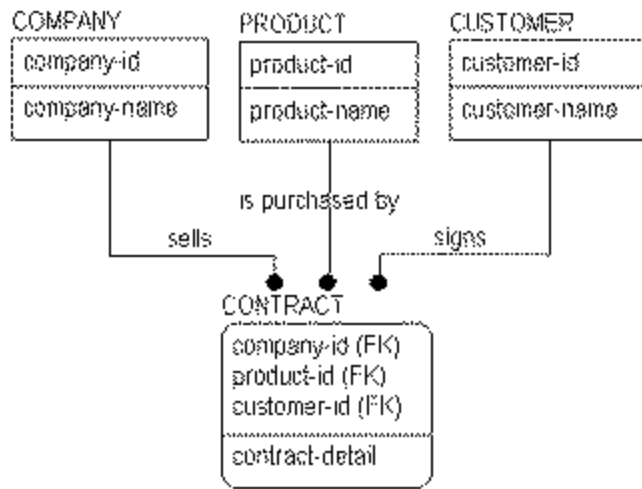 COMPANY
company-id
company-name
PRODUCT
product-id
product-name
CUSTOMER
customer-id
customer-name
is purchased by
sells
signs
CONTRACT
company-id (FK)
product-id (FK)
customer-id (FK)
contract-detail